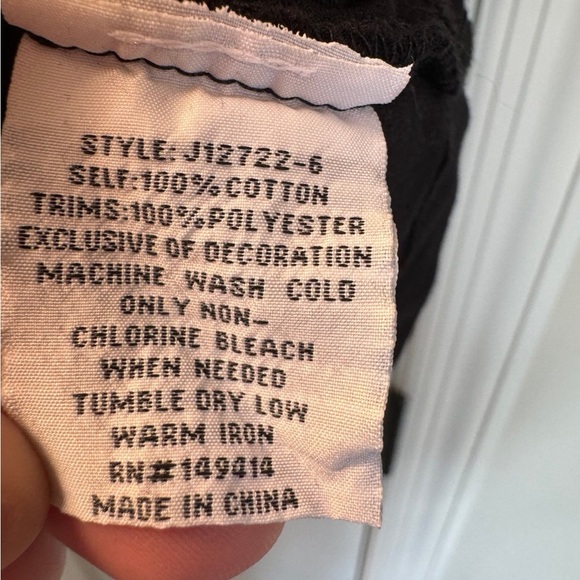 STYLE: J12722-6
SELF:100% COTTON
TRIMS:100% POLYESTER
EXCLUSIVE OF DECORATION
MACHINE WASH COLD
ONLY NON-
CHLORINE BLEACH
WHEN NEEDED
TUMBLE DRY LOW
WARM IRON
RN#149414
MADE IN CHINA